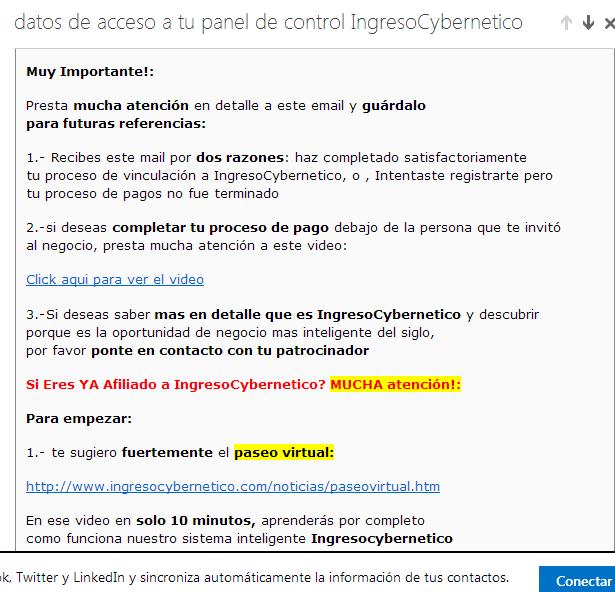 datos de acceso a tu panel de control IngresoCybernetico
Muy Importante!:
Presta mucha atención en detalle a este email y guárdalo
para futuras referencias:
1.- Recibes este mail por dos razones: haz completado satisfactoriamente
tu proceso de vinculación a IngresoCybernetico, o , Intentaste registrarte pero
tu proceso de pagos no fue terminado
2.-si deseas completar tu proceso de pago debajo de la persona que te invitó
al negocio, presta mucha atención a este video:
Click aqui para ver el video
3.-Si deseas saber mas en detalle que es IngresoCybernetico y descubrir
porque es la oportunidad de negocio mas inteligente del siglo,
por favor ponte en contacto con tu patrocinador
Si Eres YA Afiliado a IngresoCybernetico? MUCHA atención!:
Para empezar:
1.- te sugiero fuertemente el paseo virtual:
http://www.ingresocybernetico.com/noticias/paseovirtual.htm
En ese video en solo 10 minutos, aprenderás por completo
como funciona nuestro sistema inteligente Ingresocybernetico
k, Twitter y LinkedIn y sincroniza automáticamente la información de tus contactos.
Conectar